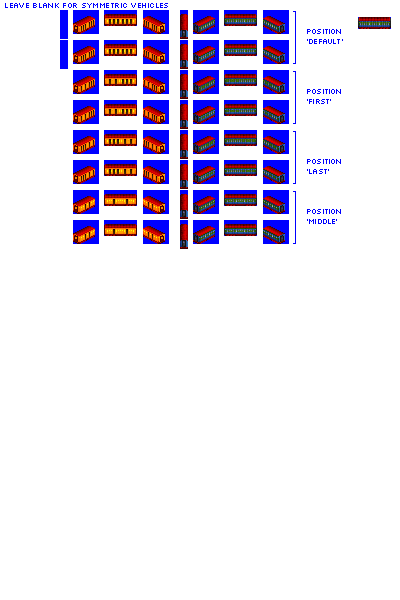 LEAVE BLANK FOR SYMMETRIC VEHICLES
POSITION
'DEFAULT'
POSITION
'FIRST'
POSITION
'LAST'
POSITION
'MIDDLE'